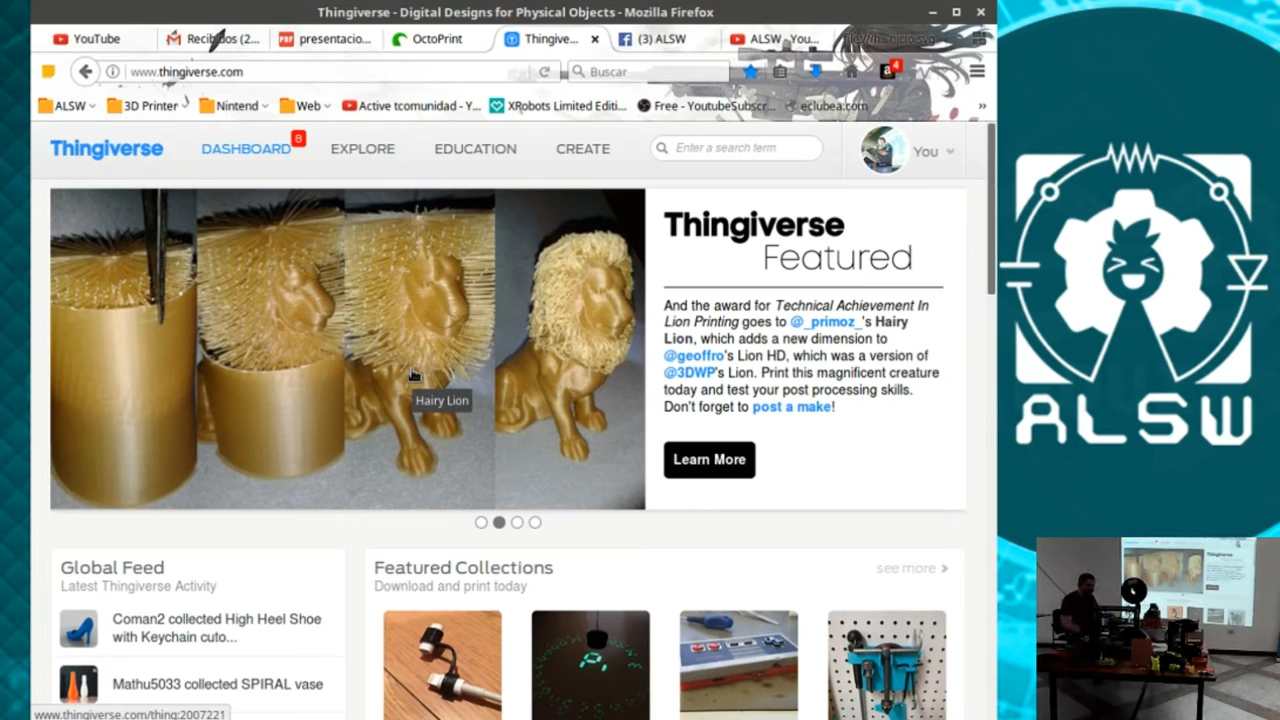 Thingiverse - Digital Designs for Physical Objects - Mozilla Firefox
YouTube
Recibidos (2...
presentacio...
OctoPrint
Thingive...
(3) ALSW
ALSW - You...
www.thingiverse.com
Buscar
4
ALSW
3D Printer
Nintend
Web
Active tcomunidad - Y...
XRobots Limited Editi...
Free - YoutubeSubscr...
eclubea.com
»
Thingiverse
DASHBOARD
8
EXPLORE
EDUCATION
CREATE
Enter a search term
You
Thingiverse
Featured
And the award for Technical Achievement In
Lion Printing goes to @_primoz_'s Hairy
Lion, which adds a new dimension to
@geoffro's Lion HD, which was a version of
@3DWP's Lion. Print this magnificent creature
today and test your post processing skills.
Don't forget to post a make!
Learn More
Hairy Lion
Global Feed
Latest Thingiverse Activity
Coman2 collected High Heel Shoe
with Keychain cuto...
Mathu5033 collected SPIRAL vase
Featured Collections
Download and print today
see more
www.thingiverse.com/thing:2007221
ALSW